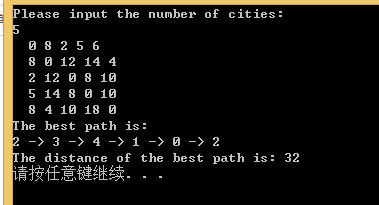 Please input the number of cities:
5
0 8 2 5 6
8 0 12 14 4
2 12 0 8 10
5 14 8 0 10
8 4 10 18 0
The best path is:
2 -> 3 -> 4 -> 1 -> 0 -> 2
The distance of the best path is: 32
请按任意键继续. . .